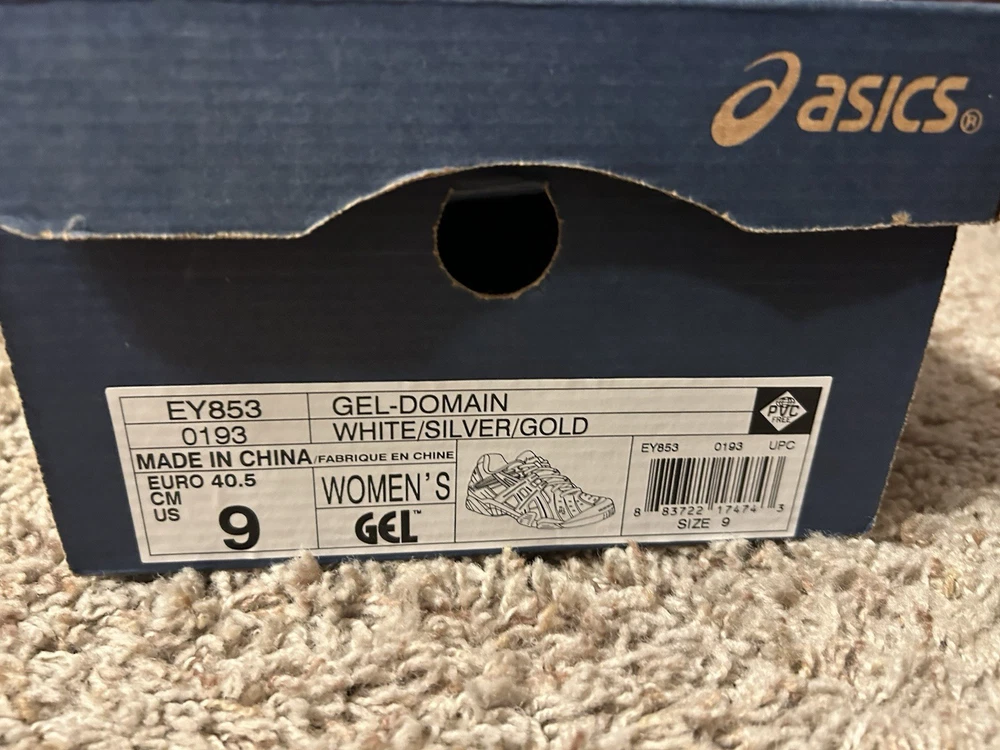 asics®
EY853
GEL-DOMAIN
0193
WHITE/SILVER/GOLD
PVC
FREE
MADE IN CHINA/FABRIQUE EN CHINE
EURO 40.5
CM
US
9
WOMEN'S
GEL™
EY853 0193 UPC
8 83722 17474 3
SIZE 9